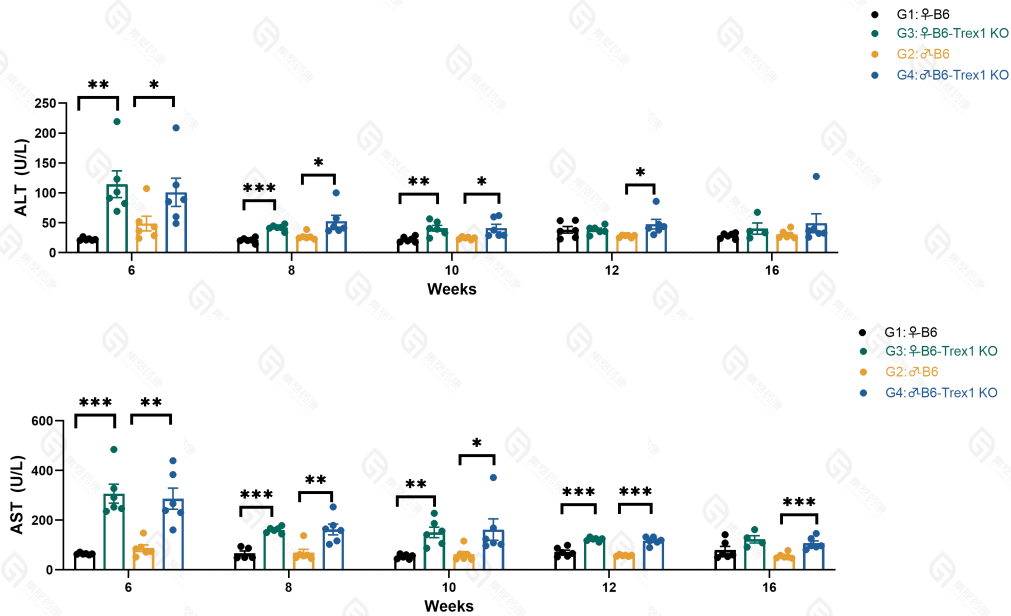 G1:♀-B6
G3:♀-B6-Trex1 KO
G2:♂-B6
G4:♂-B6-Trex1 KO
** *
*** *
** *
*
ALT (U/L)
250
200
150
100
50
0
6 8 10 12 16
Weeks
G1:♀-B6
G3:♀-B6-Trex1 KO
G2:♂-B6
G4:♂-B6-Trex1 KO
*** **
*** **
** *
*** ***
***
AST (U/L)
600
400
200
0
6 8 10 12 16
Weeks